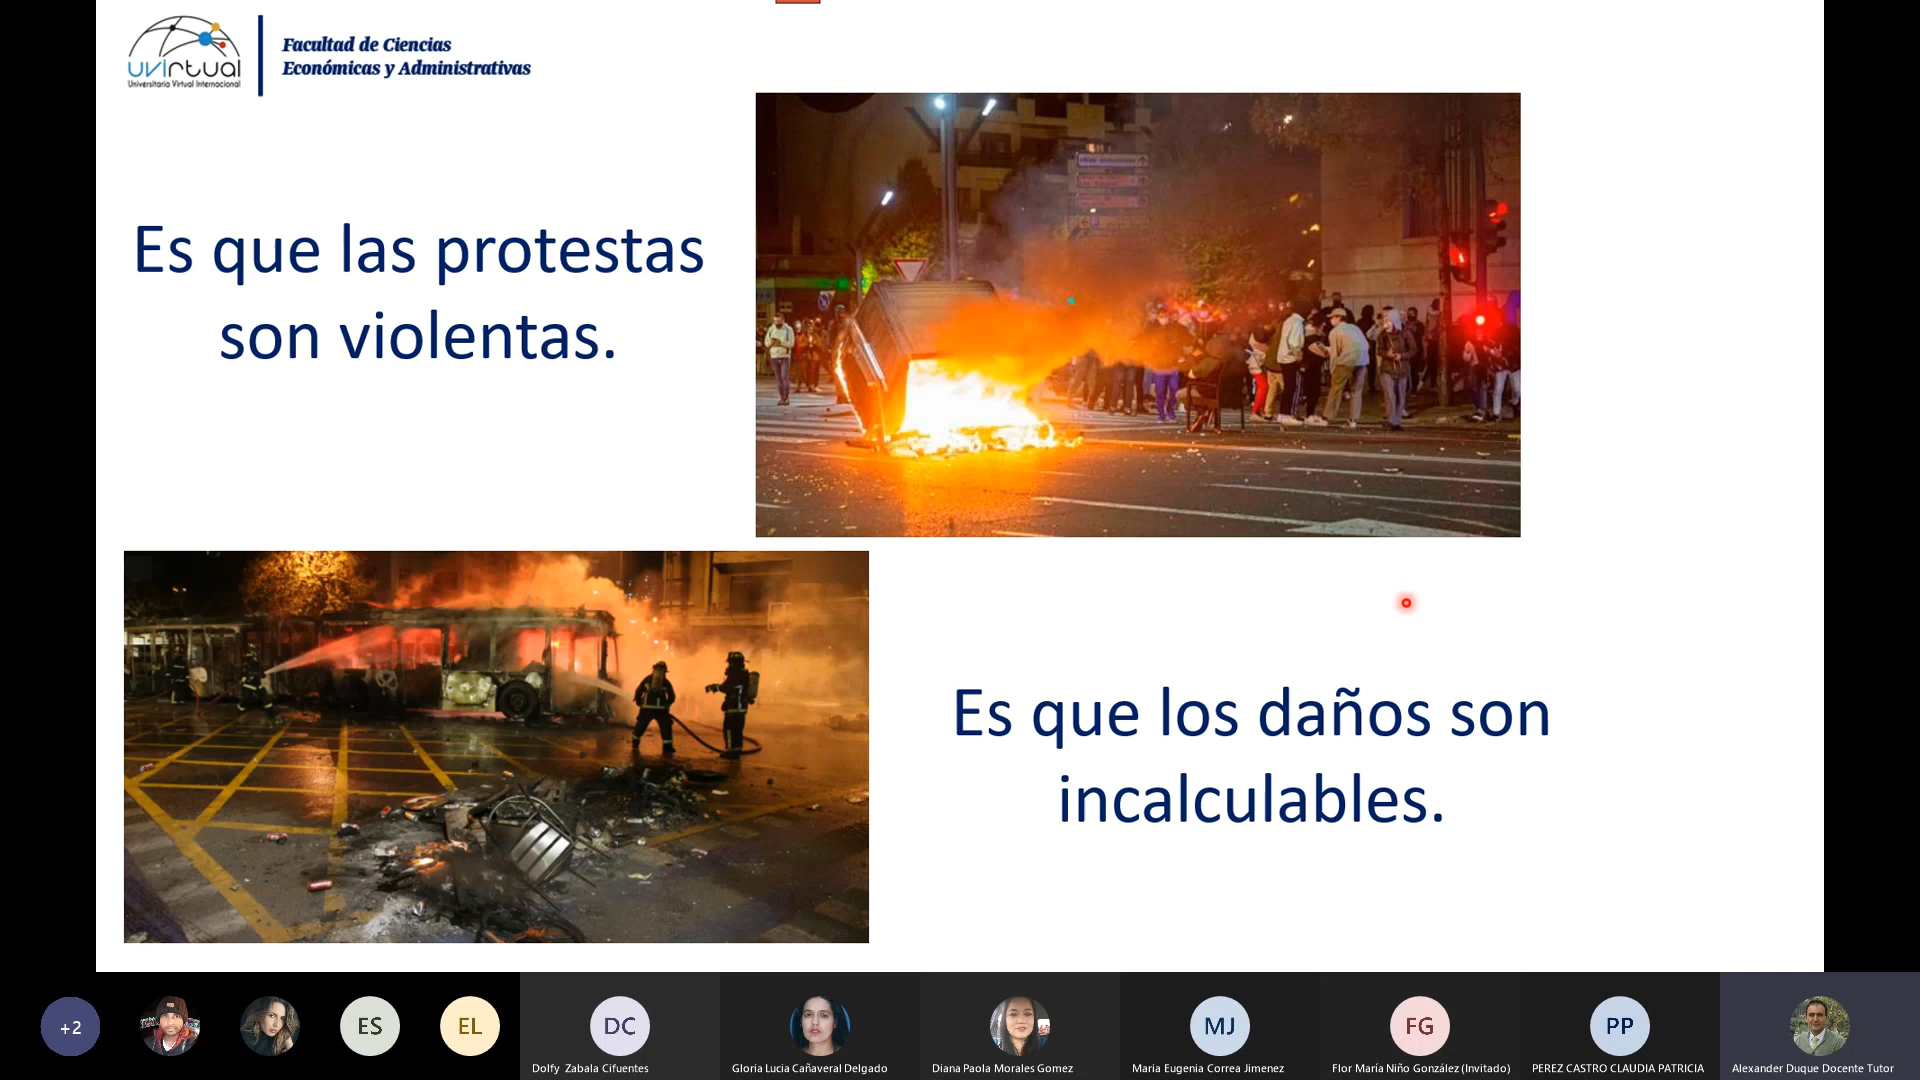 uvirtual
Universitaria Virtual Internacional
Facultad de Ciencias
Económicas y Administrativas
Es que las protestas
son violentas.
Es que los daños son
incalculables.
+2
ES
EL
DC
MJ
FG
PP
Dolfy Zabala Cifuentes
Gloria Lucia Cañaveral Delgado
Diana Paola Morales Gomez
Maria Eugenia Correa Jimenez
Flor María Niño González (Invitado)
PEREZ CASTRO CLAUDIA PATRICIA
Alexander Duque Docente Tutor